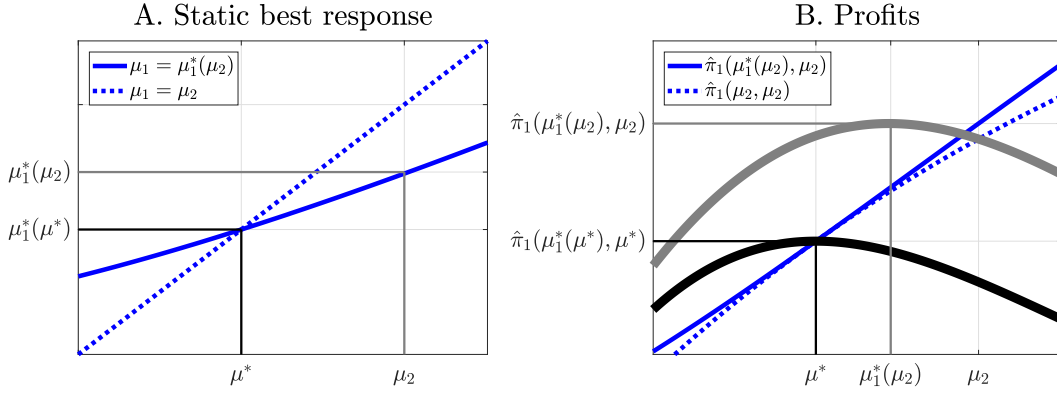 A. Static best response
μ₁ = μ₁*(μ₂)
μ₁ = μ₂
μ₁*(μ₂)
μ₁*(μ*)
μ*
μ₂
B. Profits
π̂₁(μ₁*(μ₂), μ₂)
π̂₁(μ₂, μ₂)
π̂₁(μ₁*(μ₂), μ₂)
π̂₁(μ₁*(μ*), μ*)
μ*
μ₁*(μ₂)
μ₂